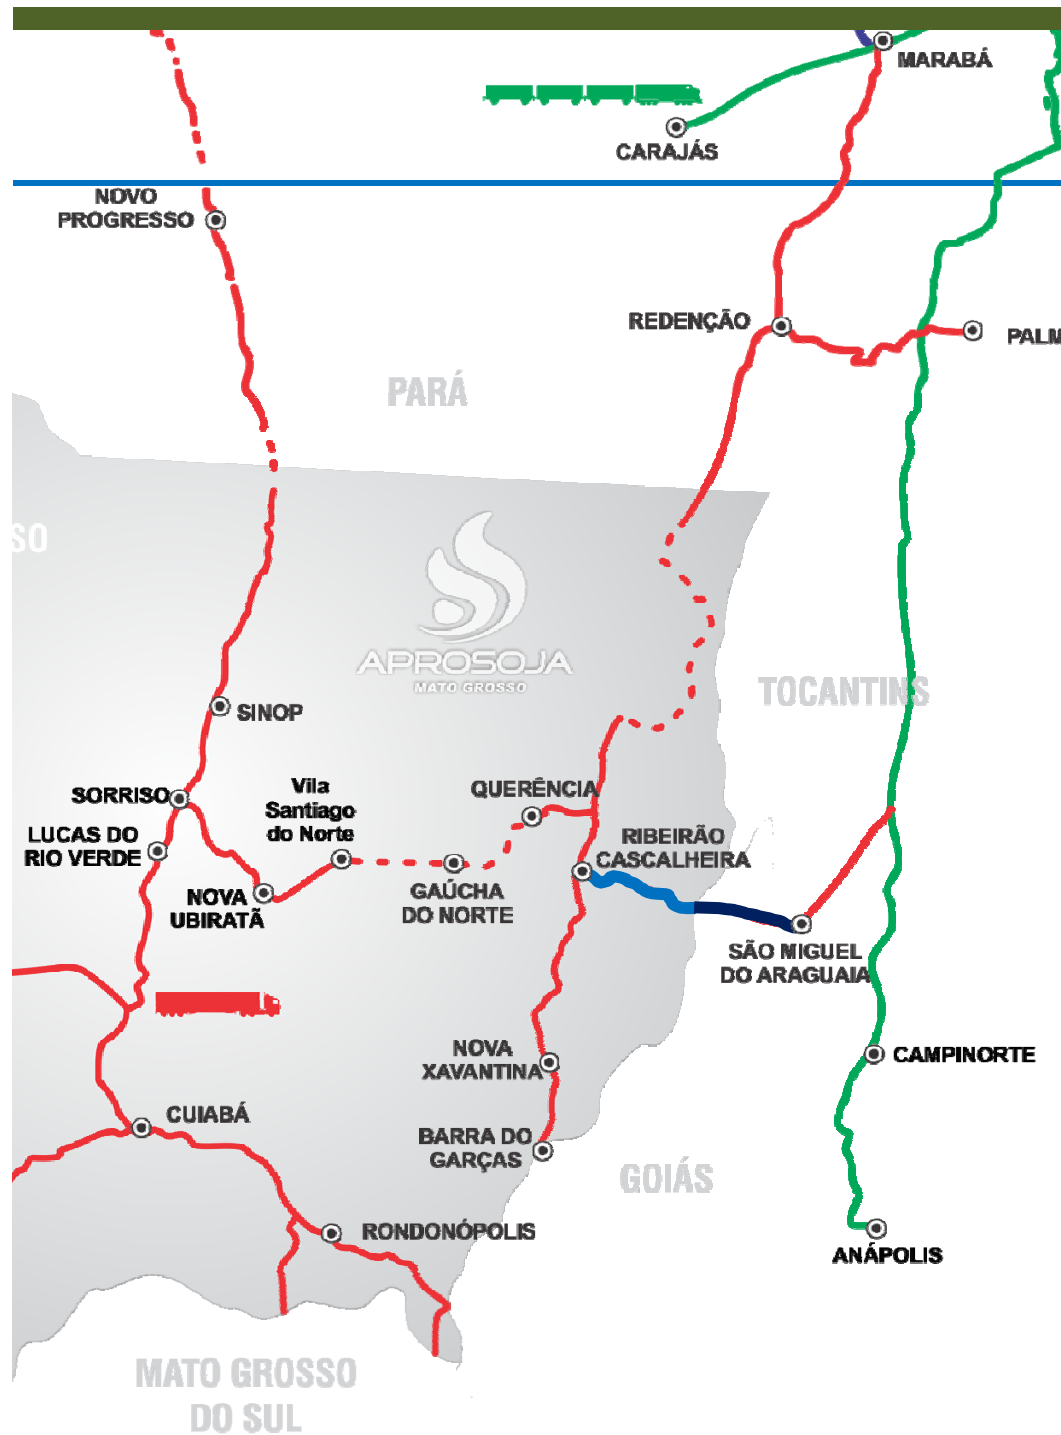 MARABÁ
CARAJÁS
NOVO
PROGRESSO
REDENÇÃO
PALM
PARÁ
SO
APROSOJA
MATO GROSSO
TOCANTINS
SINOP
SORRISO
Vila
Santiago
do Norte
QUERÊNCIA
LUCAS DO
RIO VERDE
RIBEIRÃO
CASCALHEIRA
NOVA
UBIRATÃ
GAÚCHA
DO NORTE
SÃO MIGUEL
DO ARAGUAIA
NOVA
XAVANTINA
CAMPINORTE
CUIABÁ
BARRA DO
GARÇAS
GOIÁS
RONDONÓPOLIS
ANÁPOLIS
MATO GROSSO
DO SUL